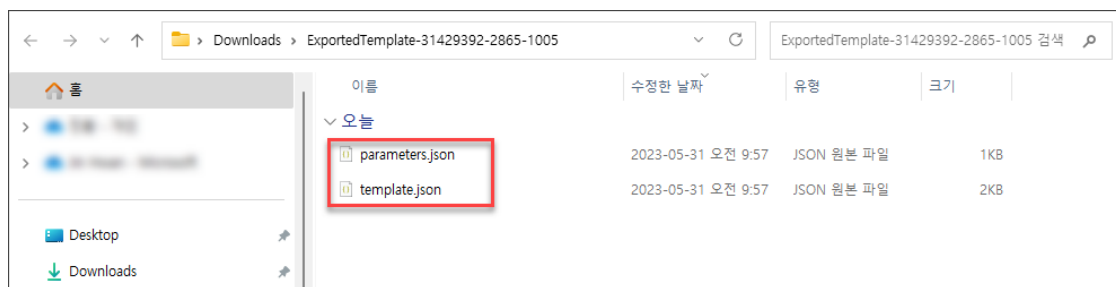 Downloads > ExportedTemplate-31429392-2865-1005
ExportedTemplate-31429392-2865-1005 검색
홈
이름 수정한 날짜 유형 크기
오늘
parameters.json 2023-05-31 오전 9:57 JSON 원본 파일 1KB
template.json 2023-05-31 오전 9:57 JSON 원본 파일 2KB
Desktop
Downloads